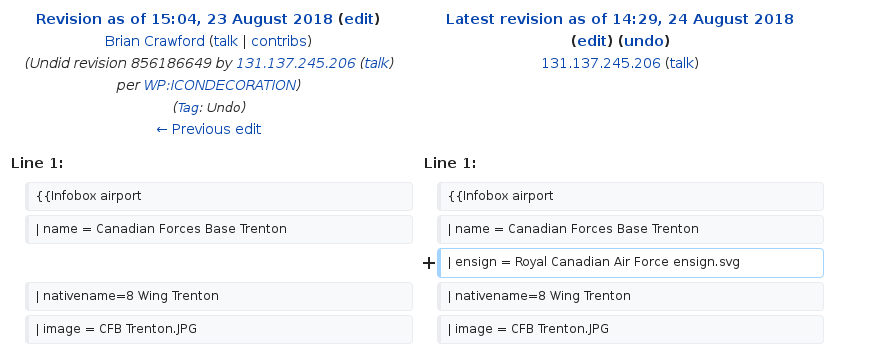 Revision as of 15:04, 23 August 2018 (edit)
Brian Crawford (talk | contribs)
(Undid revision 856186649 by 131.137.245.206 (talk)
per WP:ICONDECORATION)
(Tag: Undo)
← Previous edit
Latest revision as of 14:29, 24 August 2018
(edit) (undo)
131.137.245.206 (talk)
Line 1:
{{Infobox airport
| name = Canadian Forces Base Trenton
| nativename=8 Wing Trenton
| image = CFB Trenton.JPG
Line 1:
{{Infobox airport
| name = Canadian Forces Base Trenton
+ | ensign = Royal Canadian Air Force ensign.svg
| nativename=8 Wing Trenton
| image = CFB Trenton.JPG